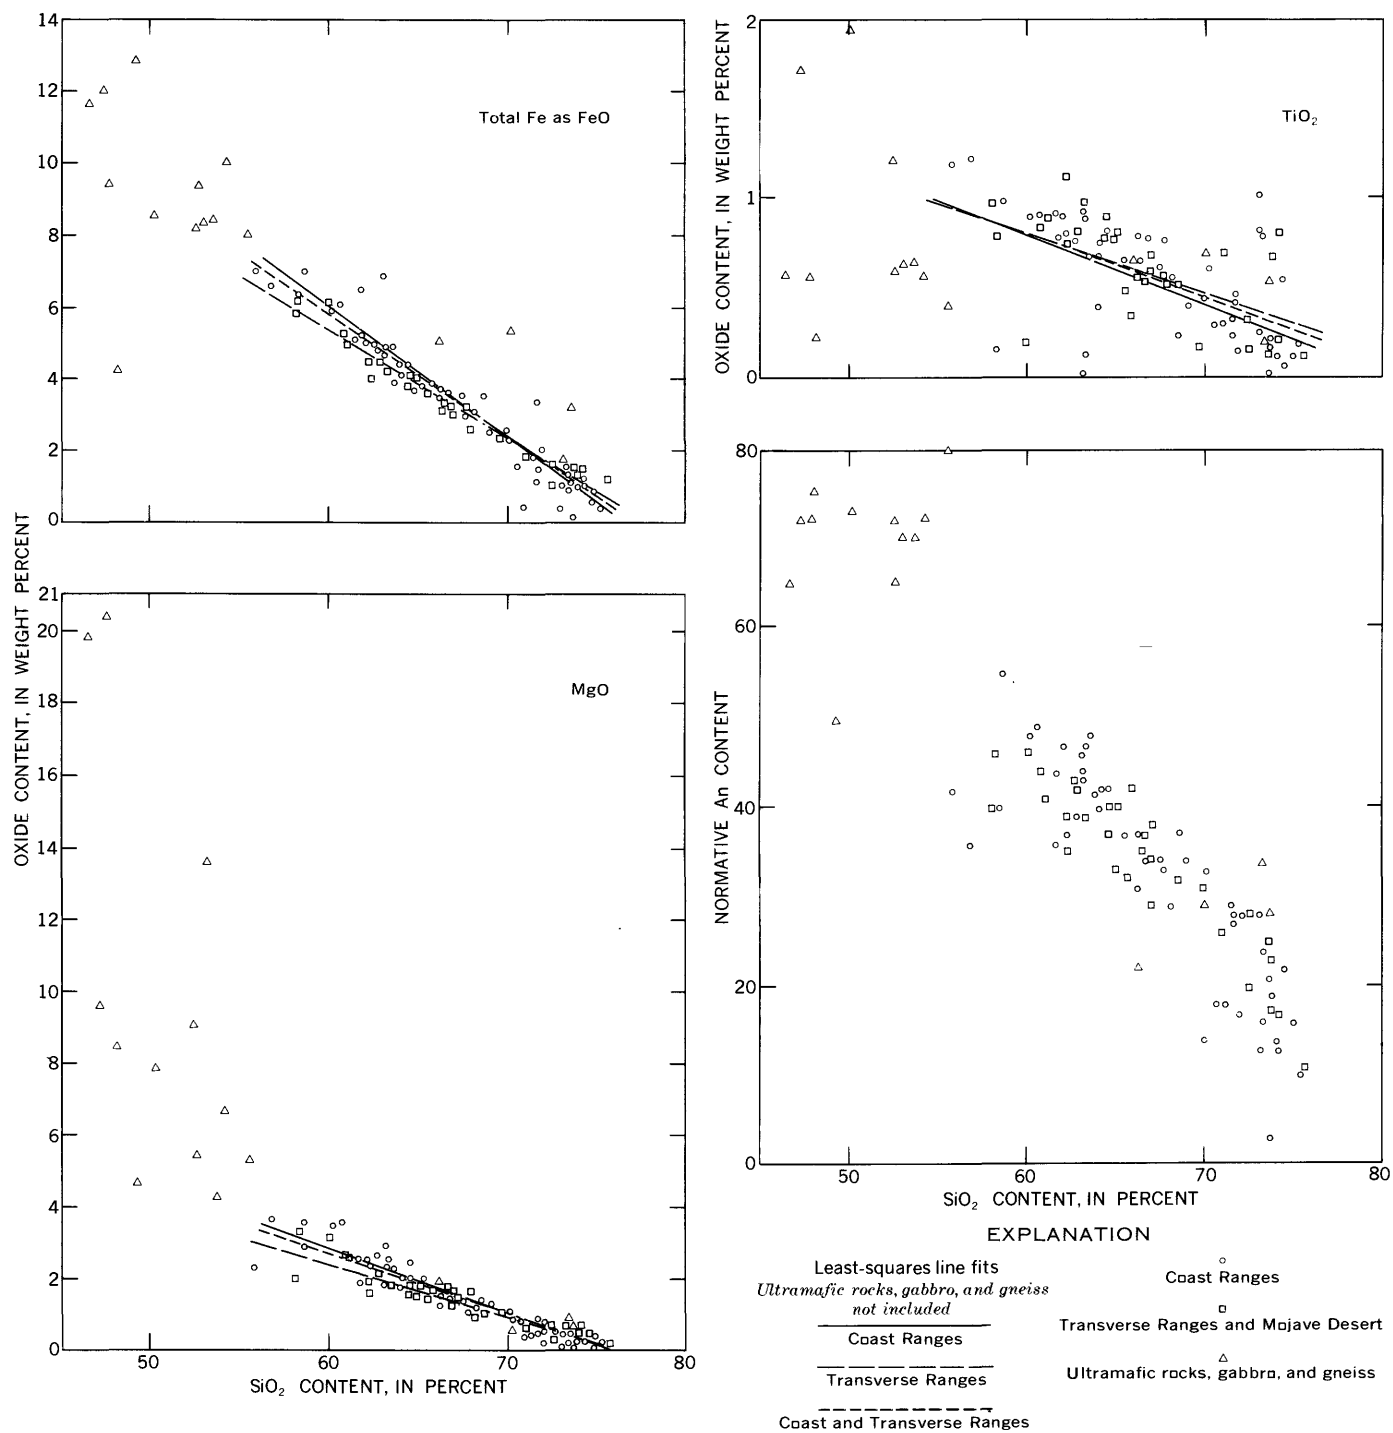 OXIDE CONTENT, IN WEIGHT PERCENT
14
12
10
8
6
4
2
0
Total Fe as FeO
21
20
18
16
14
12
10
8
6
4
2
0
MgO
50
60
70
80
SiO₂ CONTENT, IN PERCENT
OXIDE CONTENT, IN WEIGHT PERCENT
2
1
0
TiO₂
NORMATIVE An CONTENT
80
60
40
20
0
50
60
70
80
SiO₂ CONTENT, IN PERCENT
EXPLANATION
Least-squares line fits
Ultramafic rocks, gabbro, and gneiss
not included
Coast Ranges
Transverse Ranges
Coast and Transverse Ranges
Coast Ranges
Transverse Ranges and Mojave Desert
Ultramafic rocks, gabbro, and gneiss